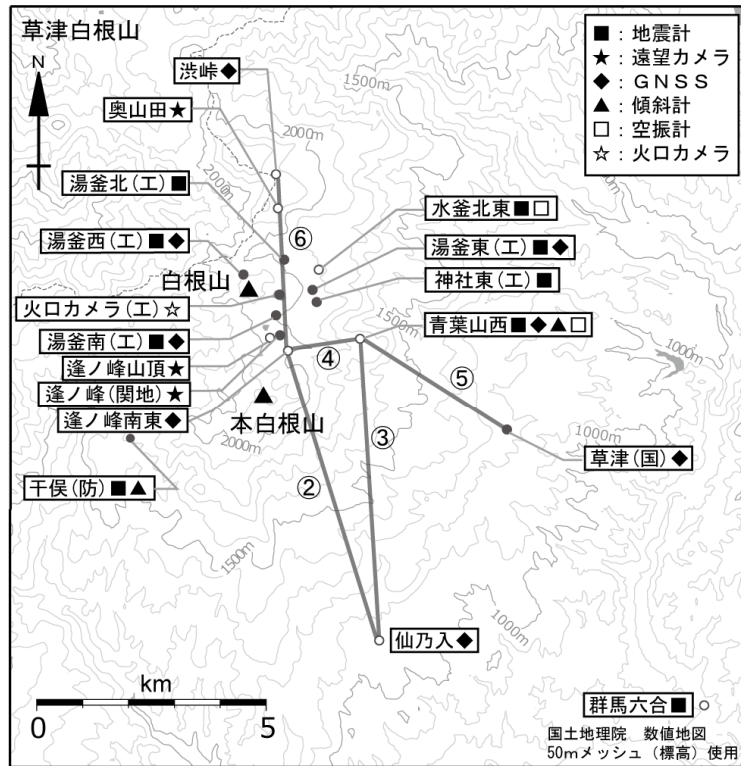 草津白根山
N
■：地震計
★：遠望カメラ
◆：ＧＮＳＳ
▲：傾斜計
□：空振計
☆：火口カメラ
渋峠◆
奥山田★
湯釜北(工)■
湯釜西(工)■◆
白根山
火口カメラ(工)☆
湯釜南(工)■◆
逢ノ峰山頂★
逢ノ峰(関地)★
逢ノ峰南東◆
本白根山
干俣(防)■▲
水釜北東■□
湯釜東(工)■◆
神社東(工)■
青葉山西■◆▲□
草津(国)◆
仙乃入◆
群馬六合■
⑥
④
⑤
③
②
1500m
2000m
2000m
1500m
1000m
2000m
1000m
1500m
1000m
km
0 5
国土地理院　数値地図
50mメッシュ（標高）使用